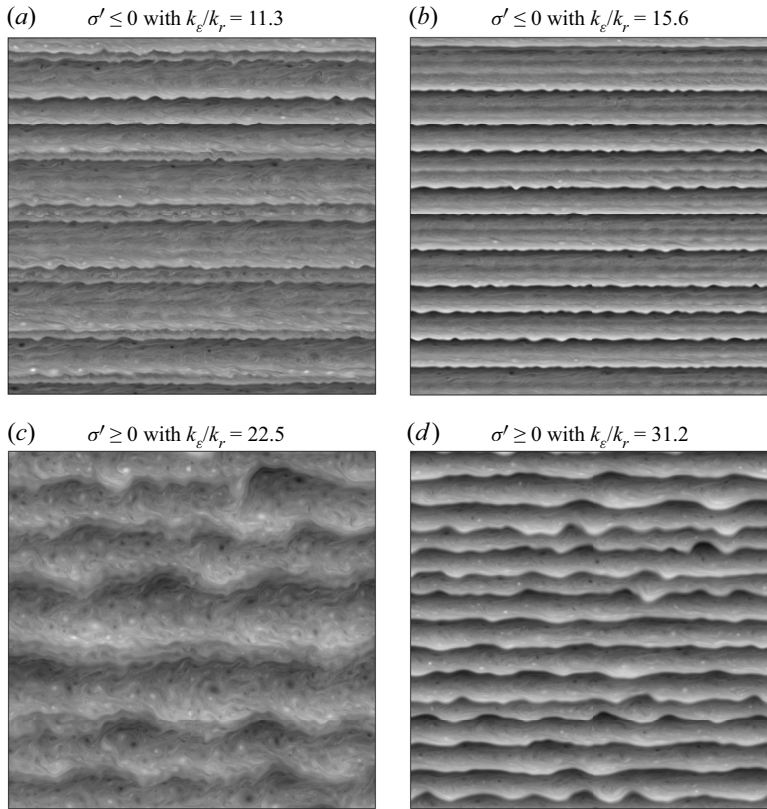 (a) σ′ ≤ 0 with kε/kr = 11.3
(b) σ′ ≤ 0 with kε/kr = 15.6
(c) σ′ ≥ 0 with kε/kr = 22.5
(d) σ′ ≥ 0 with kε/kr = 31.2